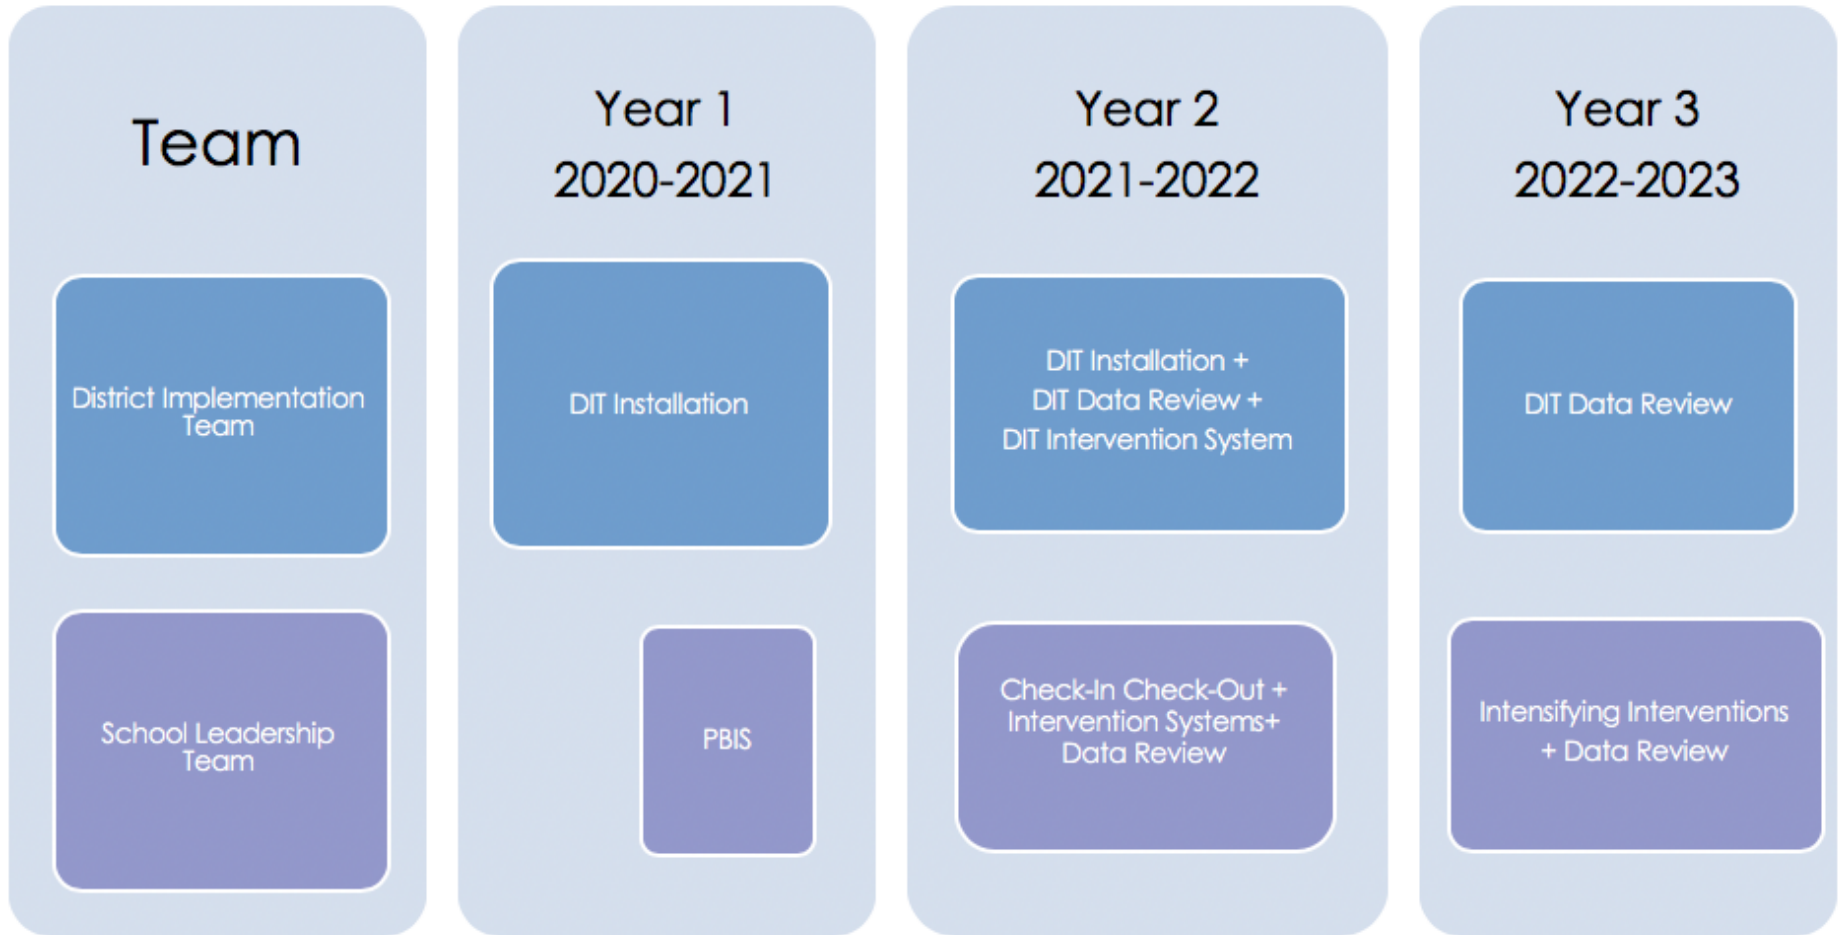 Team
Year 1
2020-2021
Year 2
2021-2022
Year 3
2022-2023
District Implementation
Team
DIT Installation
DIT Installation +
DIT Data Review +
DIT Intervention System
DIT Data Review
School Leadership
Team
PBIS
Check-In Check-Out +
Intervention Systems+
Data Review
Intensifying Interventions
+ Data Review